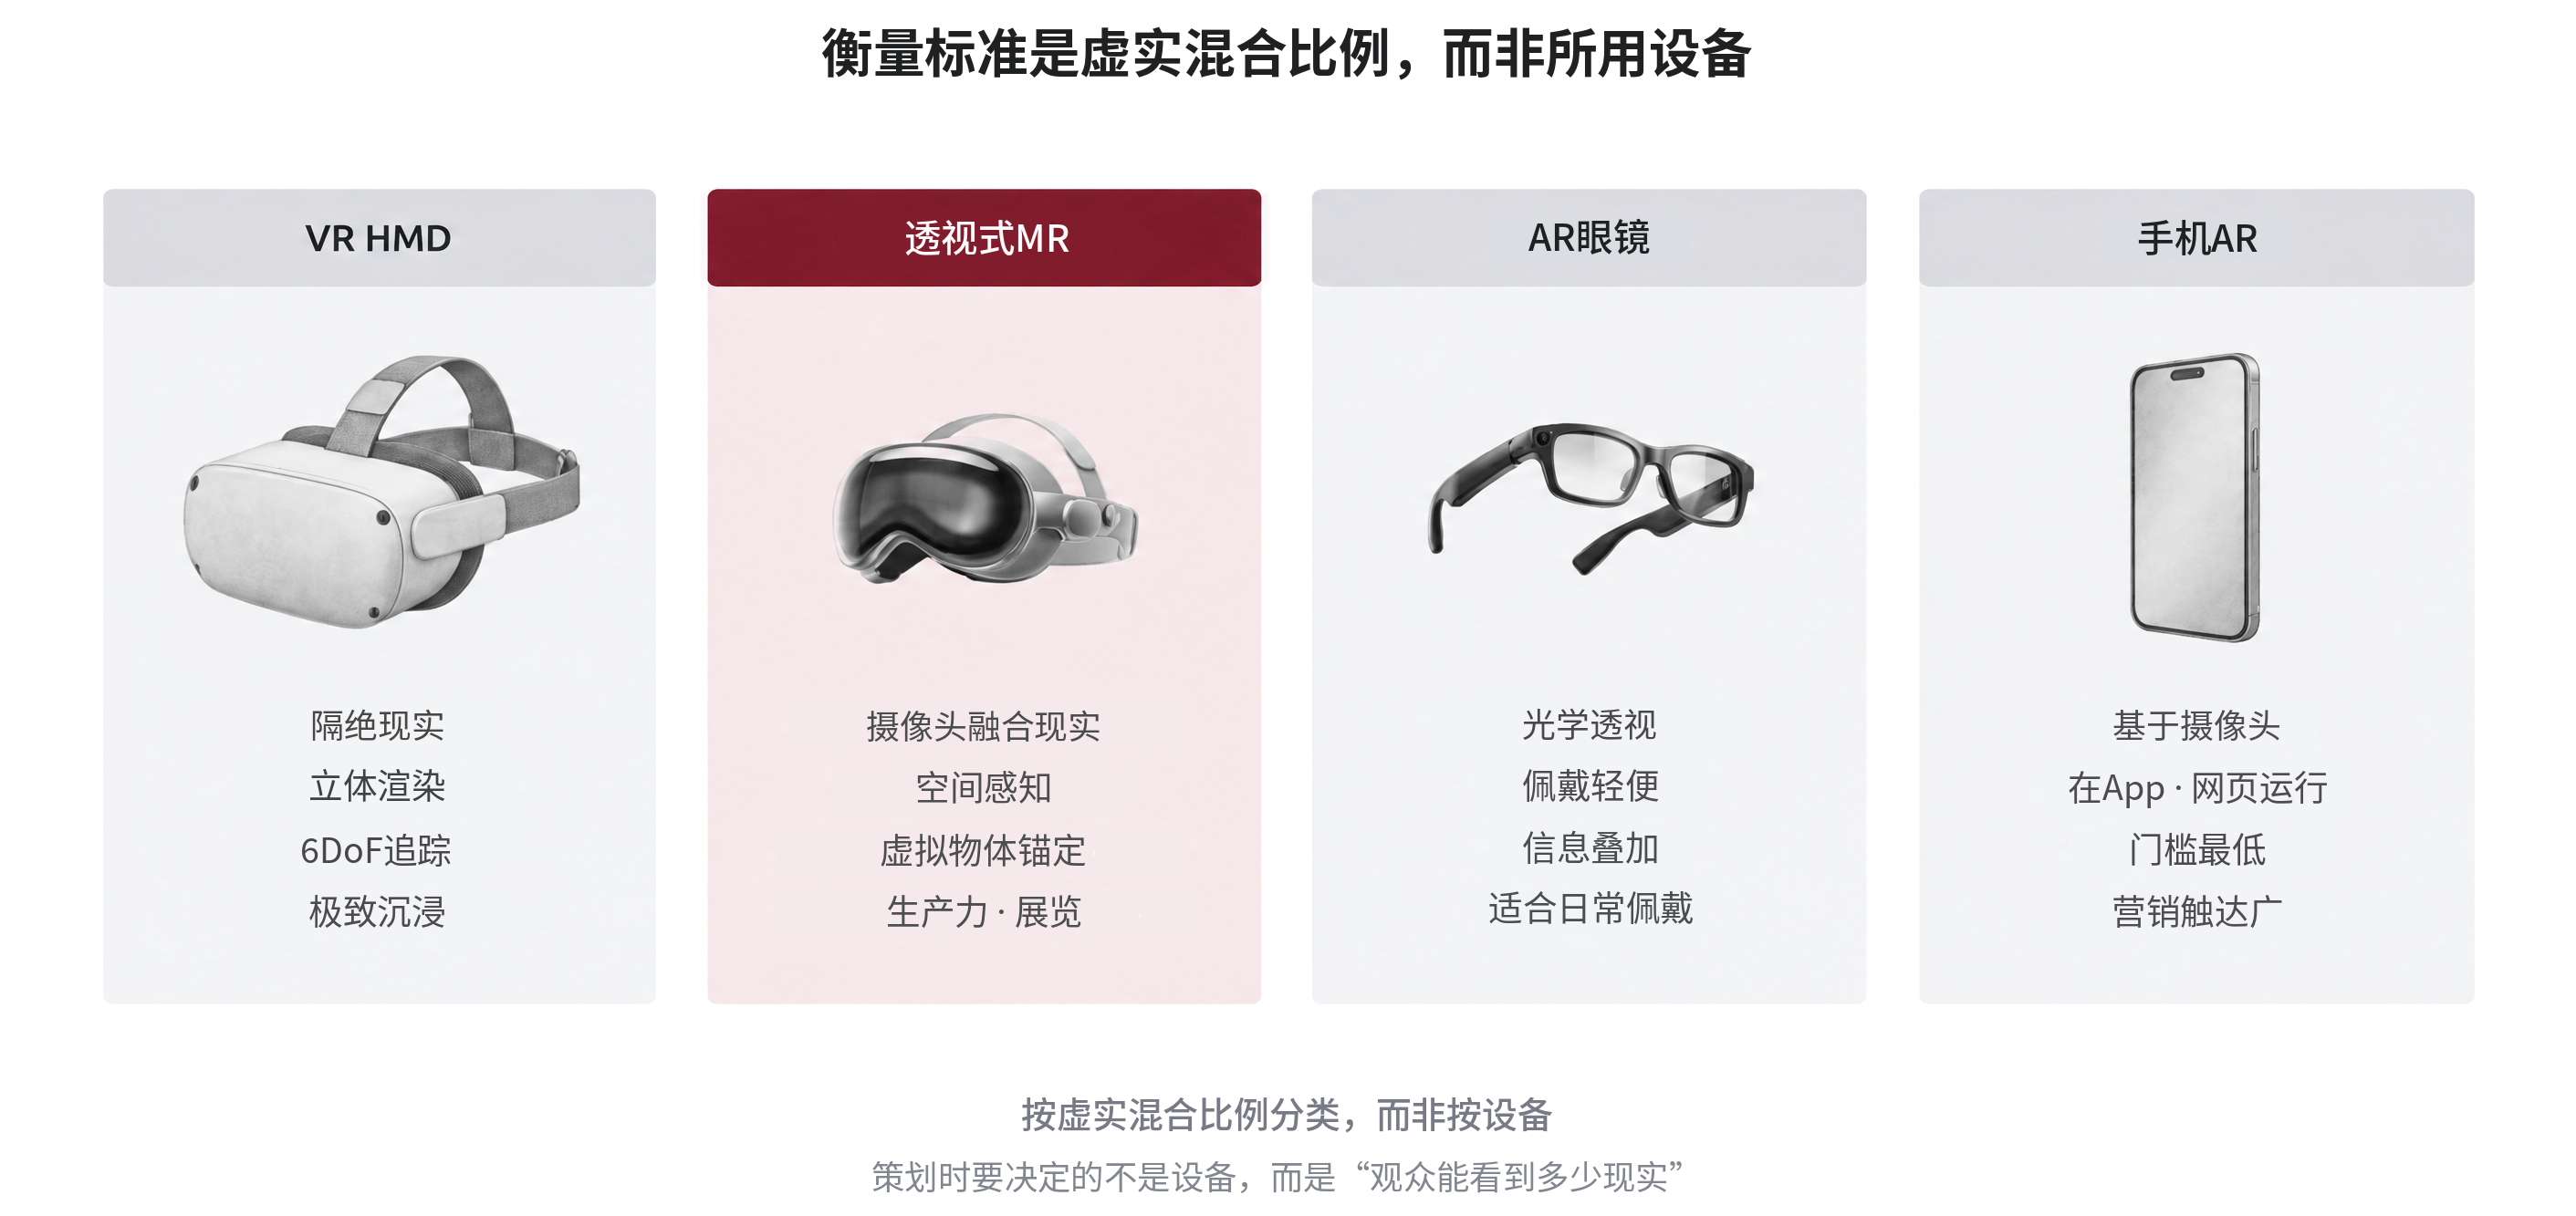 衡量标准是虚实混合比例，而非所用设备
VR HMD
隔绝现实
立体渲染
6DoF追踪
极致沉浸
透视式MR
摄像头融合现实
空间感知
虚拟物体锚定
生产力 · 展览
AR眼镜
光学透视
佩戴轻便
信息叠加
适合日常佩戴
手机AR
基于摄像头
在App · 网页运行
门槛最低
营销触达广
按虚实混合比例分类，而非按设备
策划时要决定的不是设备，而是“观众能看到多少现实”